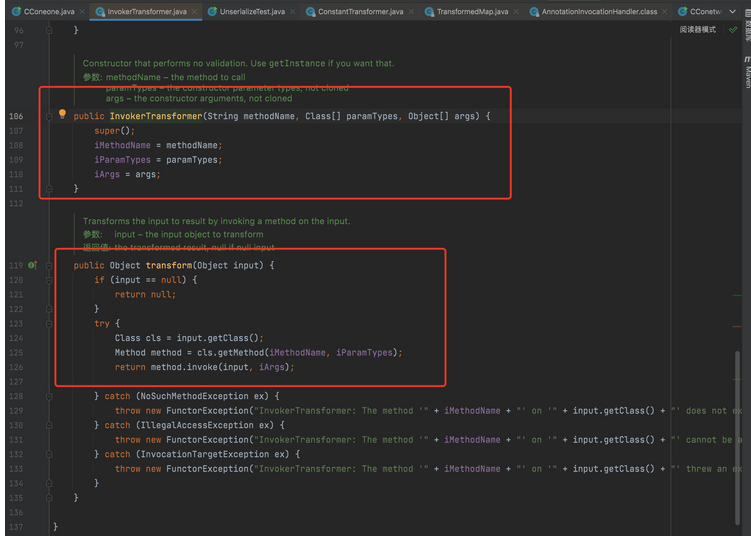 CConeone.java InvokerTransformer.java UnserializeTest.java ConstantTransformer.java TransformedMap.java AnnotationInvocationHandler.class CConetw
阅读器模式
数据库
Maven
96 }
97
Constructor that performs no validation. Use getInstance if you want that.
参数: methodName – the method to call
paramTypes – the constructor parameter types, not cloned
args – the constructor arguments, not cloned
106 public InvokerTransformer(String methodName, Class[] paramTypes, Object[] args) {
107 super();
108 iMethodName = methodName;
109 iParamTypes = paramTypes;
110 iArgs = args;
111 }
112
Transforms the input to result by invoking a method on the input.
参数: input – the input object to transform
返回值: the transformed result, null if null input
119 public Object transform(Object input) {
120 if (input == null) {
121 return null;
122 }
123 try {
124 Class cls = input.getClass();
125 Method method = cls.getMethod(iMethodName, iParamTypes);
126 return method.invoke(input, iArgs);
127
128 } catch (NoSuchMethodException ex) {
129 throw new FunctorException("InvokerTransformer: The method '" + iMethodName + "' on '" + input.getClass() + "' does not ex
130 } catch (IllegalAccessException ex) {
131 throw new FunctorException("InvokerTransformer: The method '" + iMethodName + "' on '" + input.getClass() + "' cannot be a
132 } catch (InvocationTargetException ex) {
133 throw new FunctorException("InvokerTransformer: The method '" + iMethodName + "' on '" + input.getClass() + "' threw an ex
134 }
135 }
136
137 }